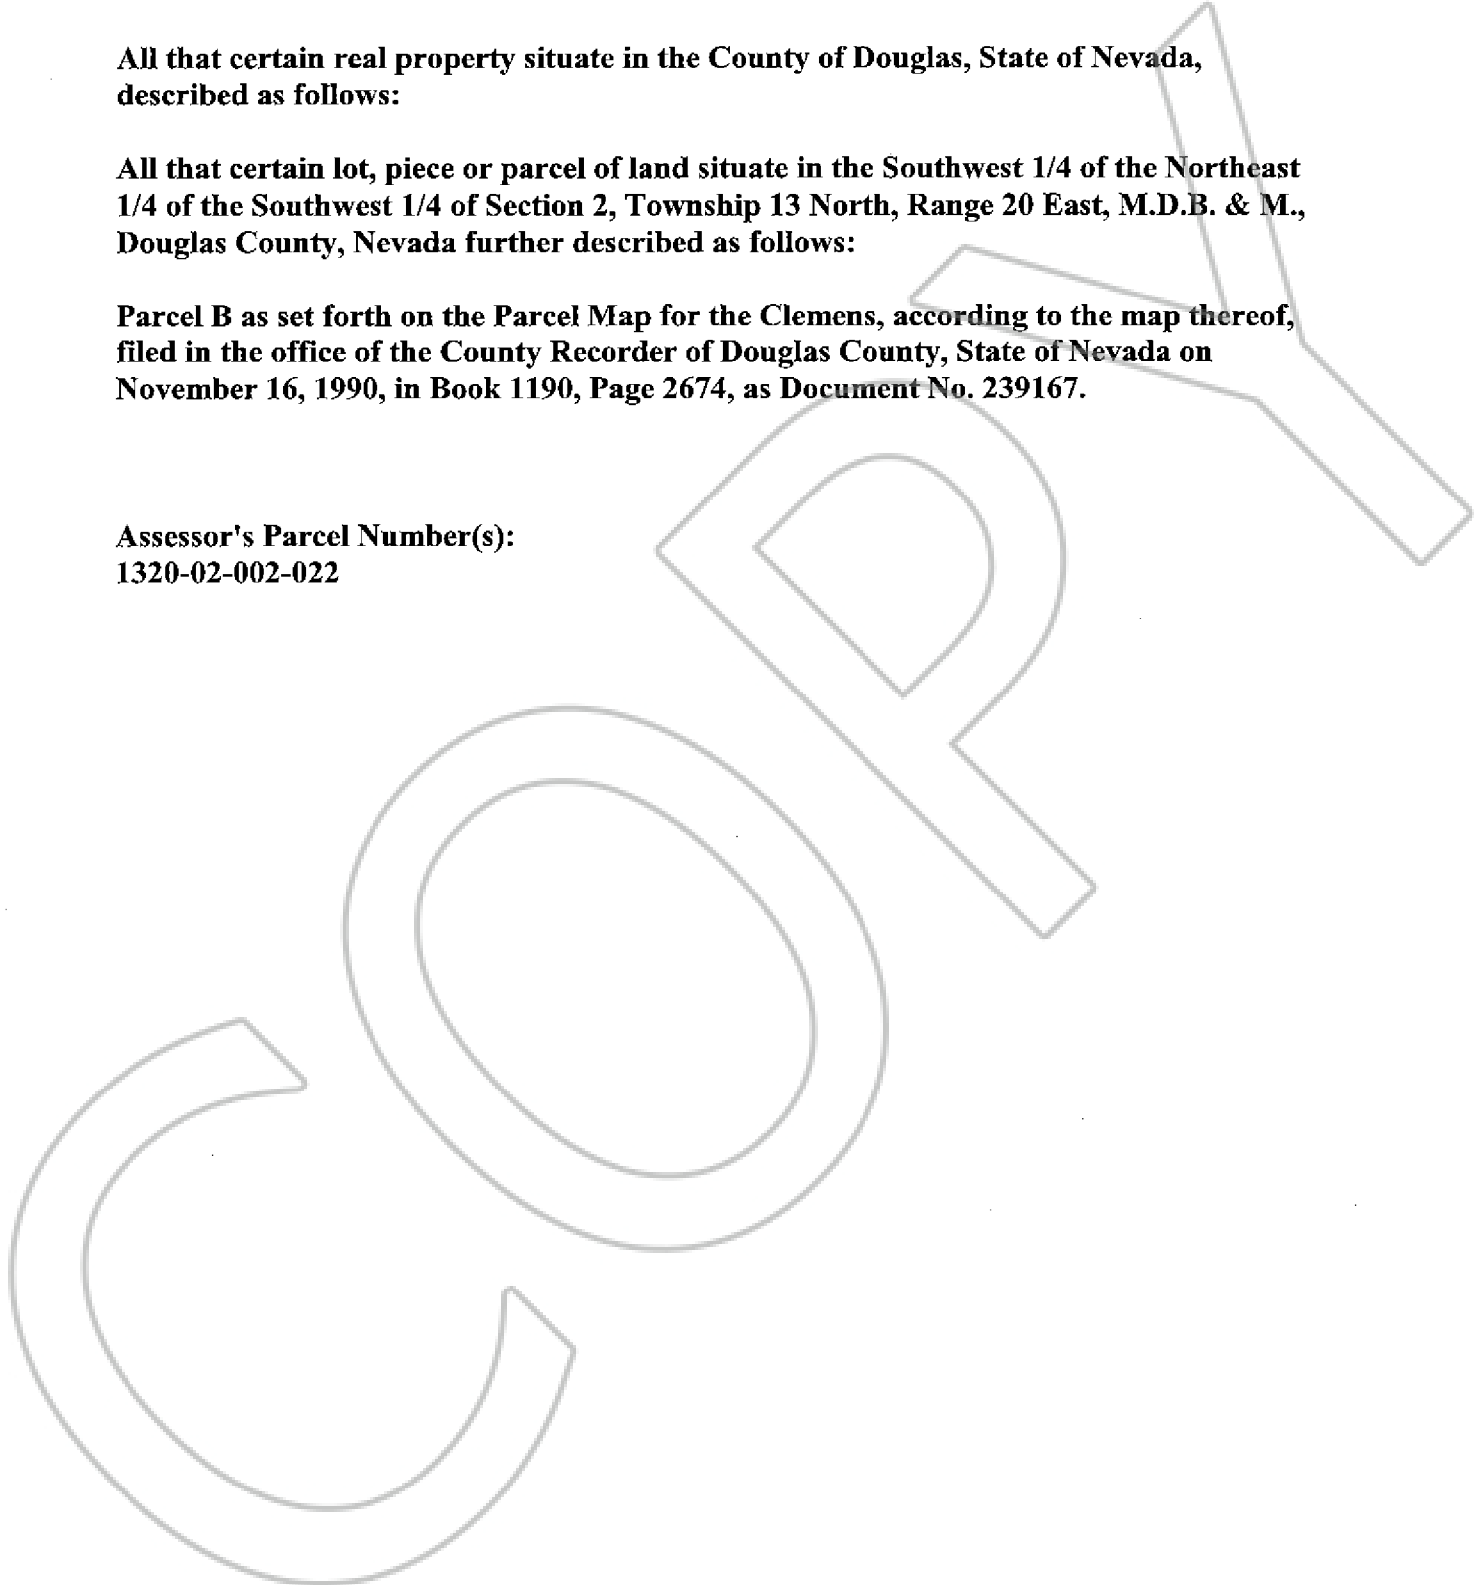 All that certain real property situate in the County of Douglas, State of Nevada,
described as follows:
All that certain lot, piece or parcel of land situate in the Southwest 1/4 of the Northeast
1/4 of the Southwest 1/4 of Section 2, Township 13 North, Range 20 East, M.D.B. & M.,
Douglas County, Nevada further described as follows:
Parcel B as set forth on the Parcel Map for the Clemens, according to the map thereof,
filed in the office of the County Recorder of Douglas County, State of Nevada on
November 16, 1990, in Book 1190, Page 2674, as Document No. 239167.
Assessor's Parcel Number(s):
1320-02-002-022
COPY